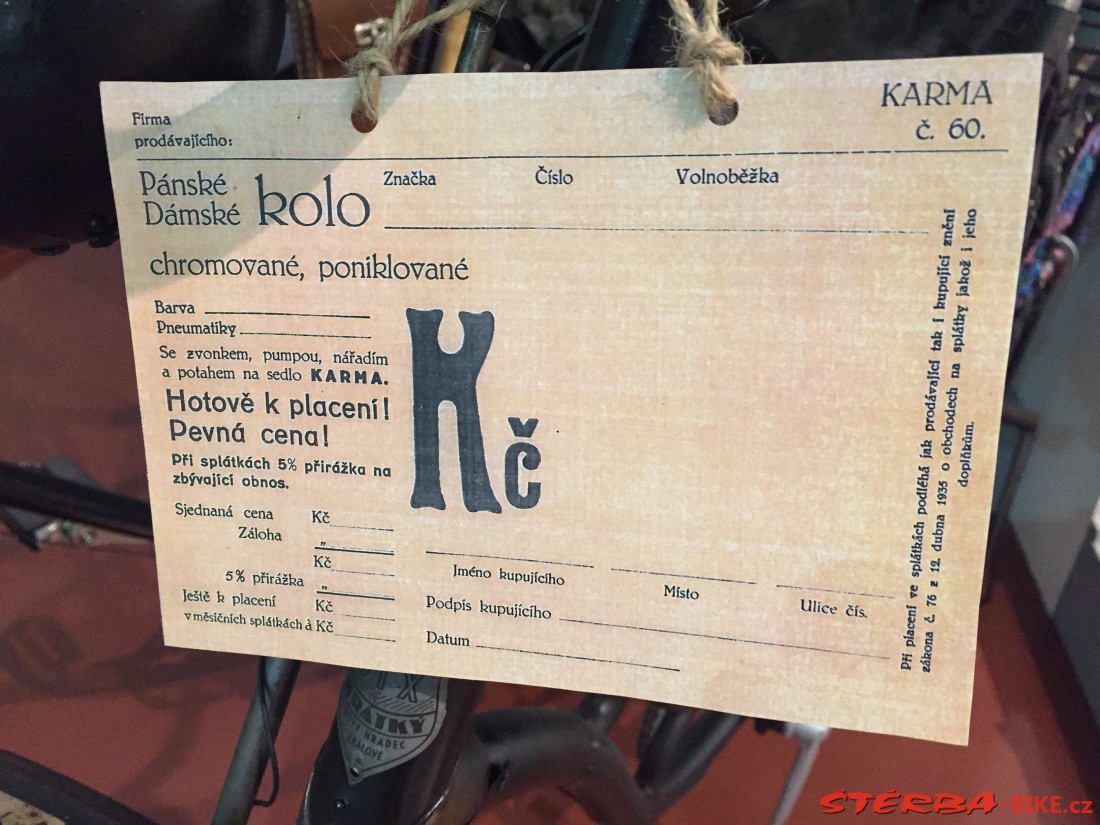 KARMA
č. 60.
Firma
prodávajícího:
Pánské
Dámské
kolo
Značka Číslo Volnoběžka
chromované, poniklované
Barva
Pneumatiky
Se zvonkem, pumpou, nářadím
a potahem na sedlo KARMA.
Hotově k placení!
Pevná cena!
Při splátkách 5% přirážka na
zbývající obnos.
Kč
Sjednaná cena Kč
Záloha „
Kč
5% přirážka „
Ještě k placení Kč
v měsíčních splátkách à Kč
Jméno kupujícího Místo Ulice čís.
Podpis kupujícího
Datum
Při placení ve splátkách podléhá jak prodávající tak i kupující znění
zákona č. 76 z 12. dubna 1935 o obchodech na splátky jakož i jeho
doplňkům.
KRÁTKÝ
HRADEC
KRÁLOVÉ
ŠTĚRBA-BIKE.cz